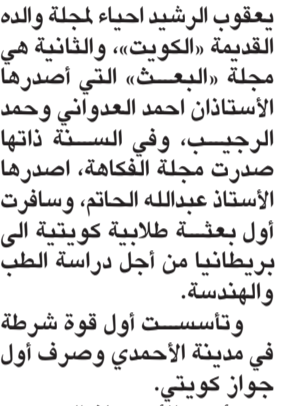 يعقوب الرشيد احياء لمجلة والده
القديمة «الكويت»، والثانية هي
مجلة «البعث» التي أصدرها
الأستاذان احمد العدواني وحمد
الرجيب، وفي السنة ذاتها
صدرت مجلة الفكاهة، اصدرها
الأستاذ عبدالله الحاتم، وسافرت
أول بعثة طلابية كويتية الى
بريطانيا من أجل دراسة الطب
والهندسة.
وتأسست أول قوة شرطة
في مدينة الأحمدي وصرف أول
جواز كويتي.